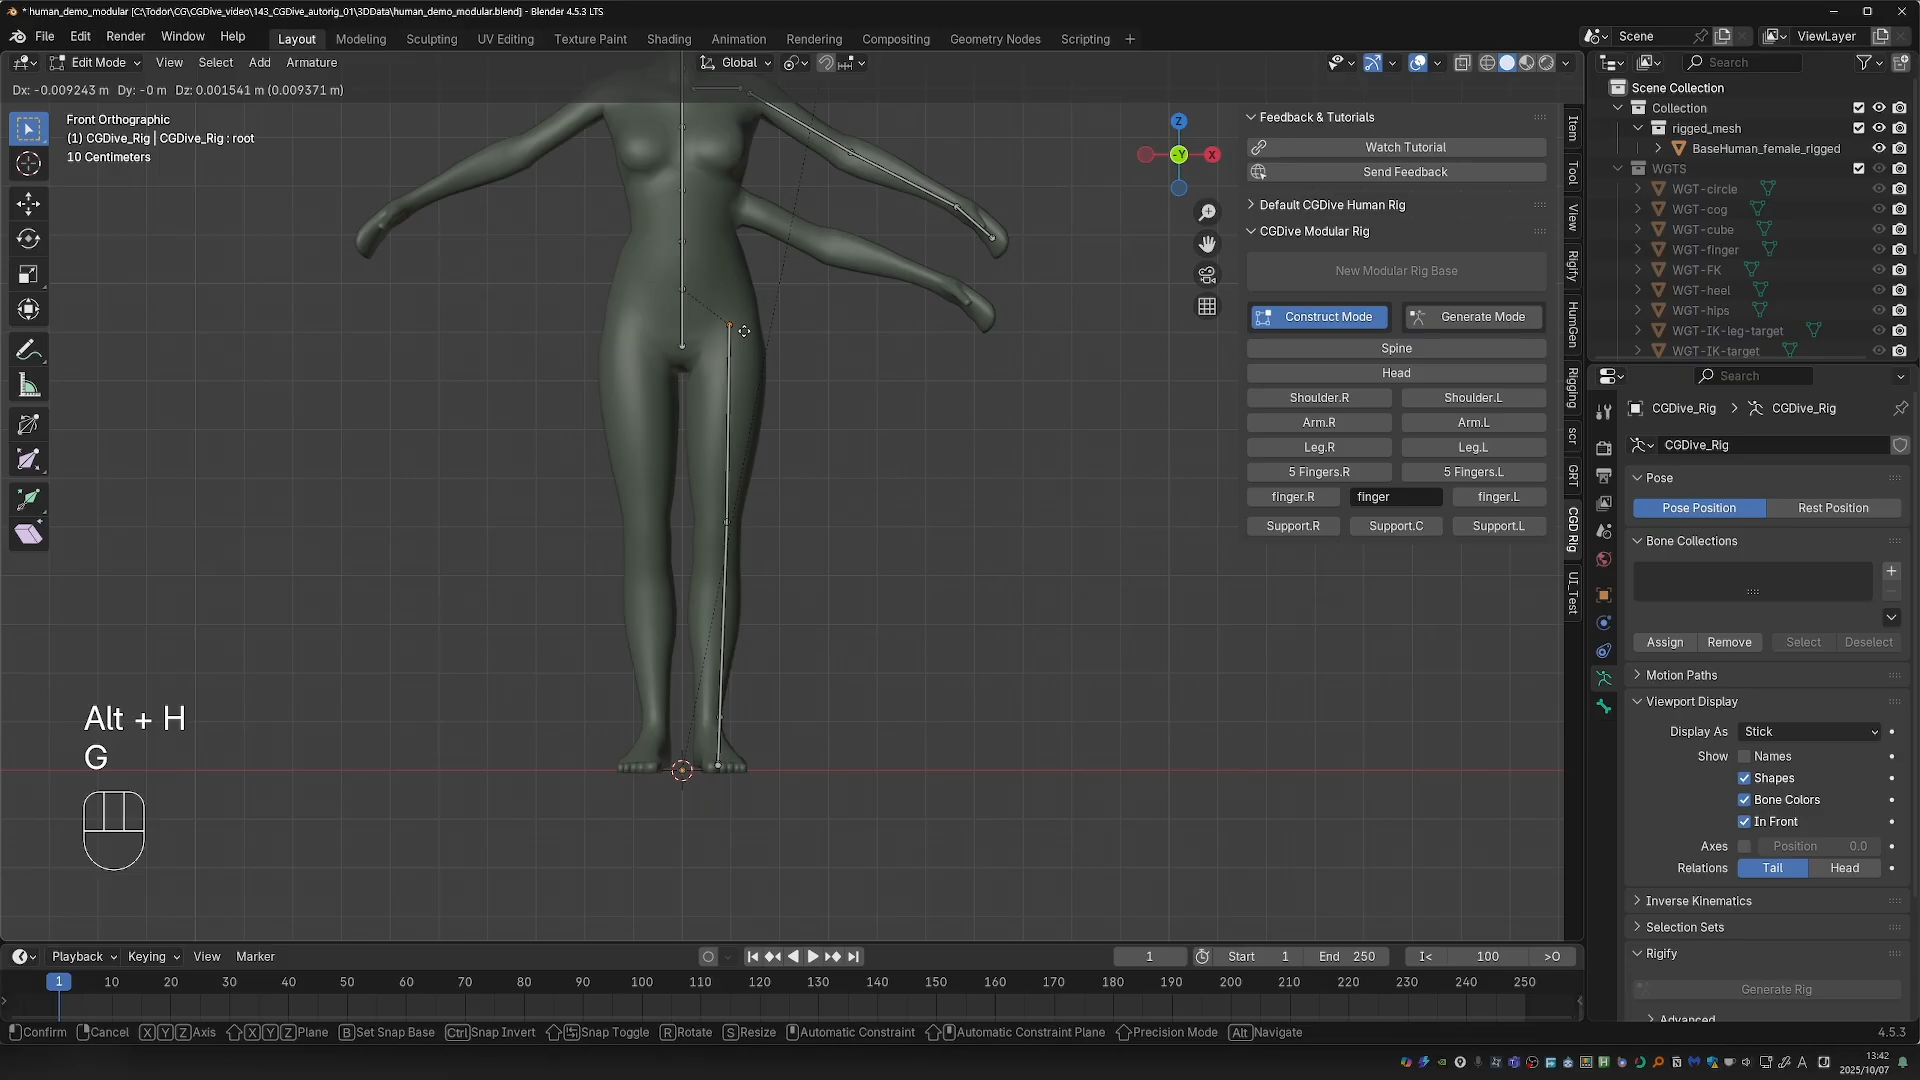 * human_demo_modular [C:\Todor\CG\CGDive_video\143_CGDive_autorig_01\3DData\human_demo_modular.blend] - Blender 4.5.3 LTS
File Edit Render Window Help Layout Modeling Sculpting UV Editing Texture Paint Shading Animation Rendering Compositing Geometry Nodes Scripting + Scene ViewLayer
Edit Mode View Select Add Armature Global Search
Dx: -0.009243 m Dy: -0 m Dz: 0.001541 m (0.009371 m)
Front Orthographic
(1) CGDive_Rig | CGDive_Rig : root
10 Centimeters
Z
-Y
X
Feedback & Tutorials
Watch Tutorial
Send Feedback
Default CGDive Human Rig
CGDive Modular Rig
New Modular Rig Base
Construct Mode Generate Mode
Spine
Head
Shoulder.R Shoulder.L
Arm.R Arm.L
Leg.R Leg.L
5 Fingers.R 5 Fingers.L
finger.R finger finger.L
Support.R Support.C Support.L
Item
Tool
View
Rigify
HumGen
Rigging
scr
GRT
CGD Rig
UI_Test
Scene Collection
Collection
rigged_mesh
BaseHuman_female_rigged
WGTS
WGT-circle
WGT-cog
WGT-cube
WGT-finger
WGT-FK
WGT-heel
WGT-hips
WGT-IK-leg-target
WGT-IK-target
Search
CGDive_Rig > CGDive_Rig
CGDive_Rig
Pose
Pose Position Rest Position
Bone Collections
Assign Remove Select Deselect
Motion Paths
Viewport Display
Display As Stick
Show Names
Shapes
Bone Colors
In Front
Axes Position 0.0
Relations Tail Head
Inverse Kinematics
Selection Sets
Rigify
Generate Rig
Advanced
Alt + H
G
Playback Keying View Marker 1 Start 1 End 250 I< 100 >O
1 10 20 30 40 50 60 70 80 90 100 110 120 130 140 150 160 170 180 190 200 210 220 230 240 250
Confirm Cancel X Y Z Axis X Y Z Plane B Set Snap Base Ctrl Snap Invert Snap Toggle R Rotate S Resize Automatic Constraint Automatic Constraint Plane Precision Mode Alt Navigate 4.5.3
13:42
2025/10/07